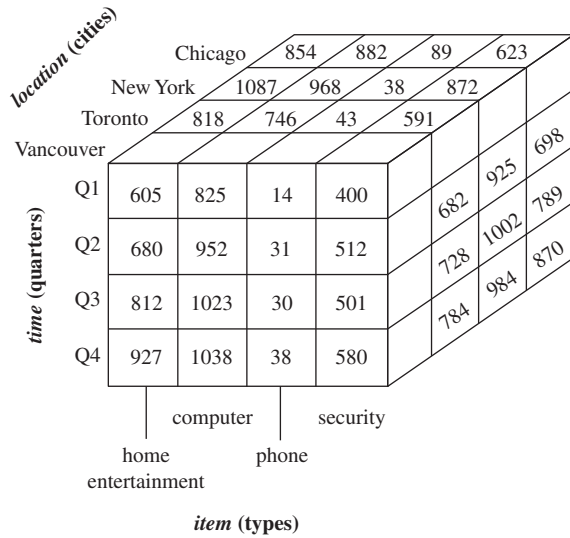 location (cities)
Chicago 854 882 89 623
New York 1087 968 38 872
Toronto 818 746 43 591
Vancouver
time (quarters)
Q1 605 825 14 400
Q2 680 952 31 512
Q3 812 1023 30 501
Q4 927 1038 38 580
682 925 698
728 1002 789
784 984 870
computer security
home phone
entertainment
item (types)